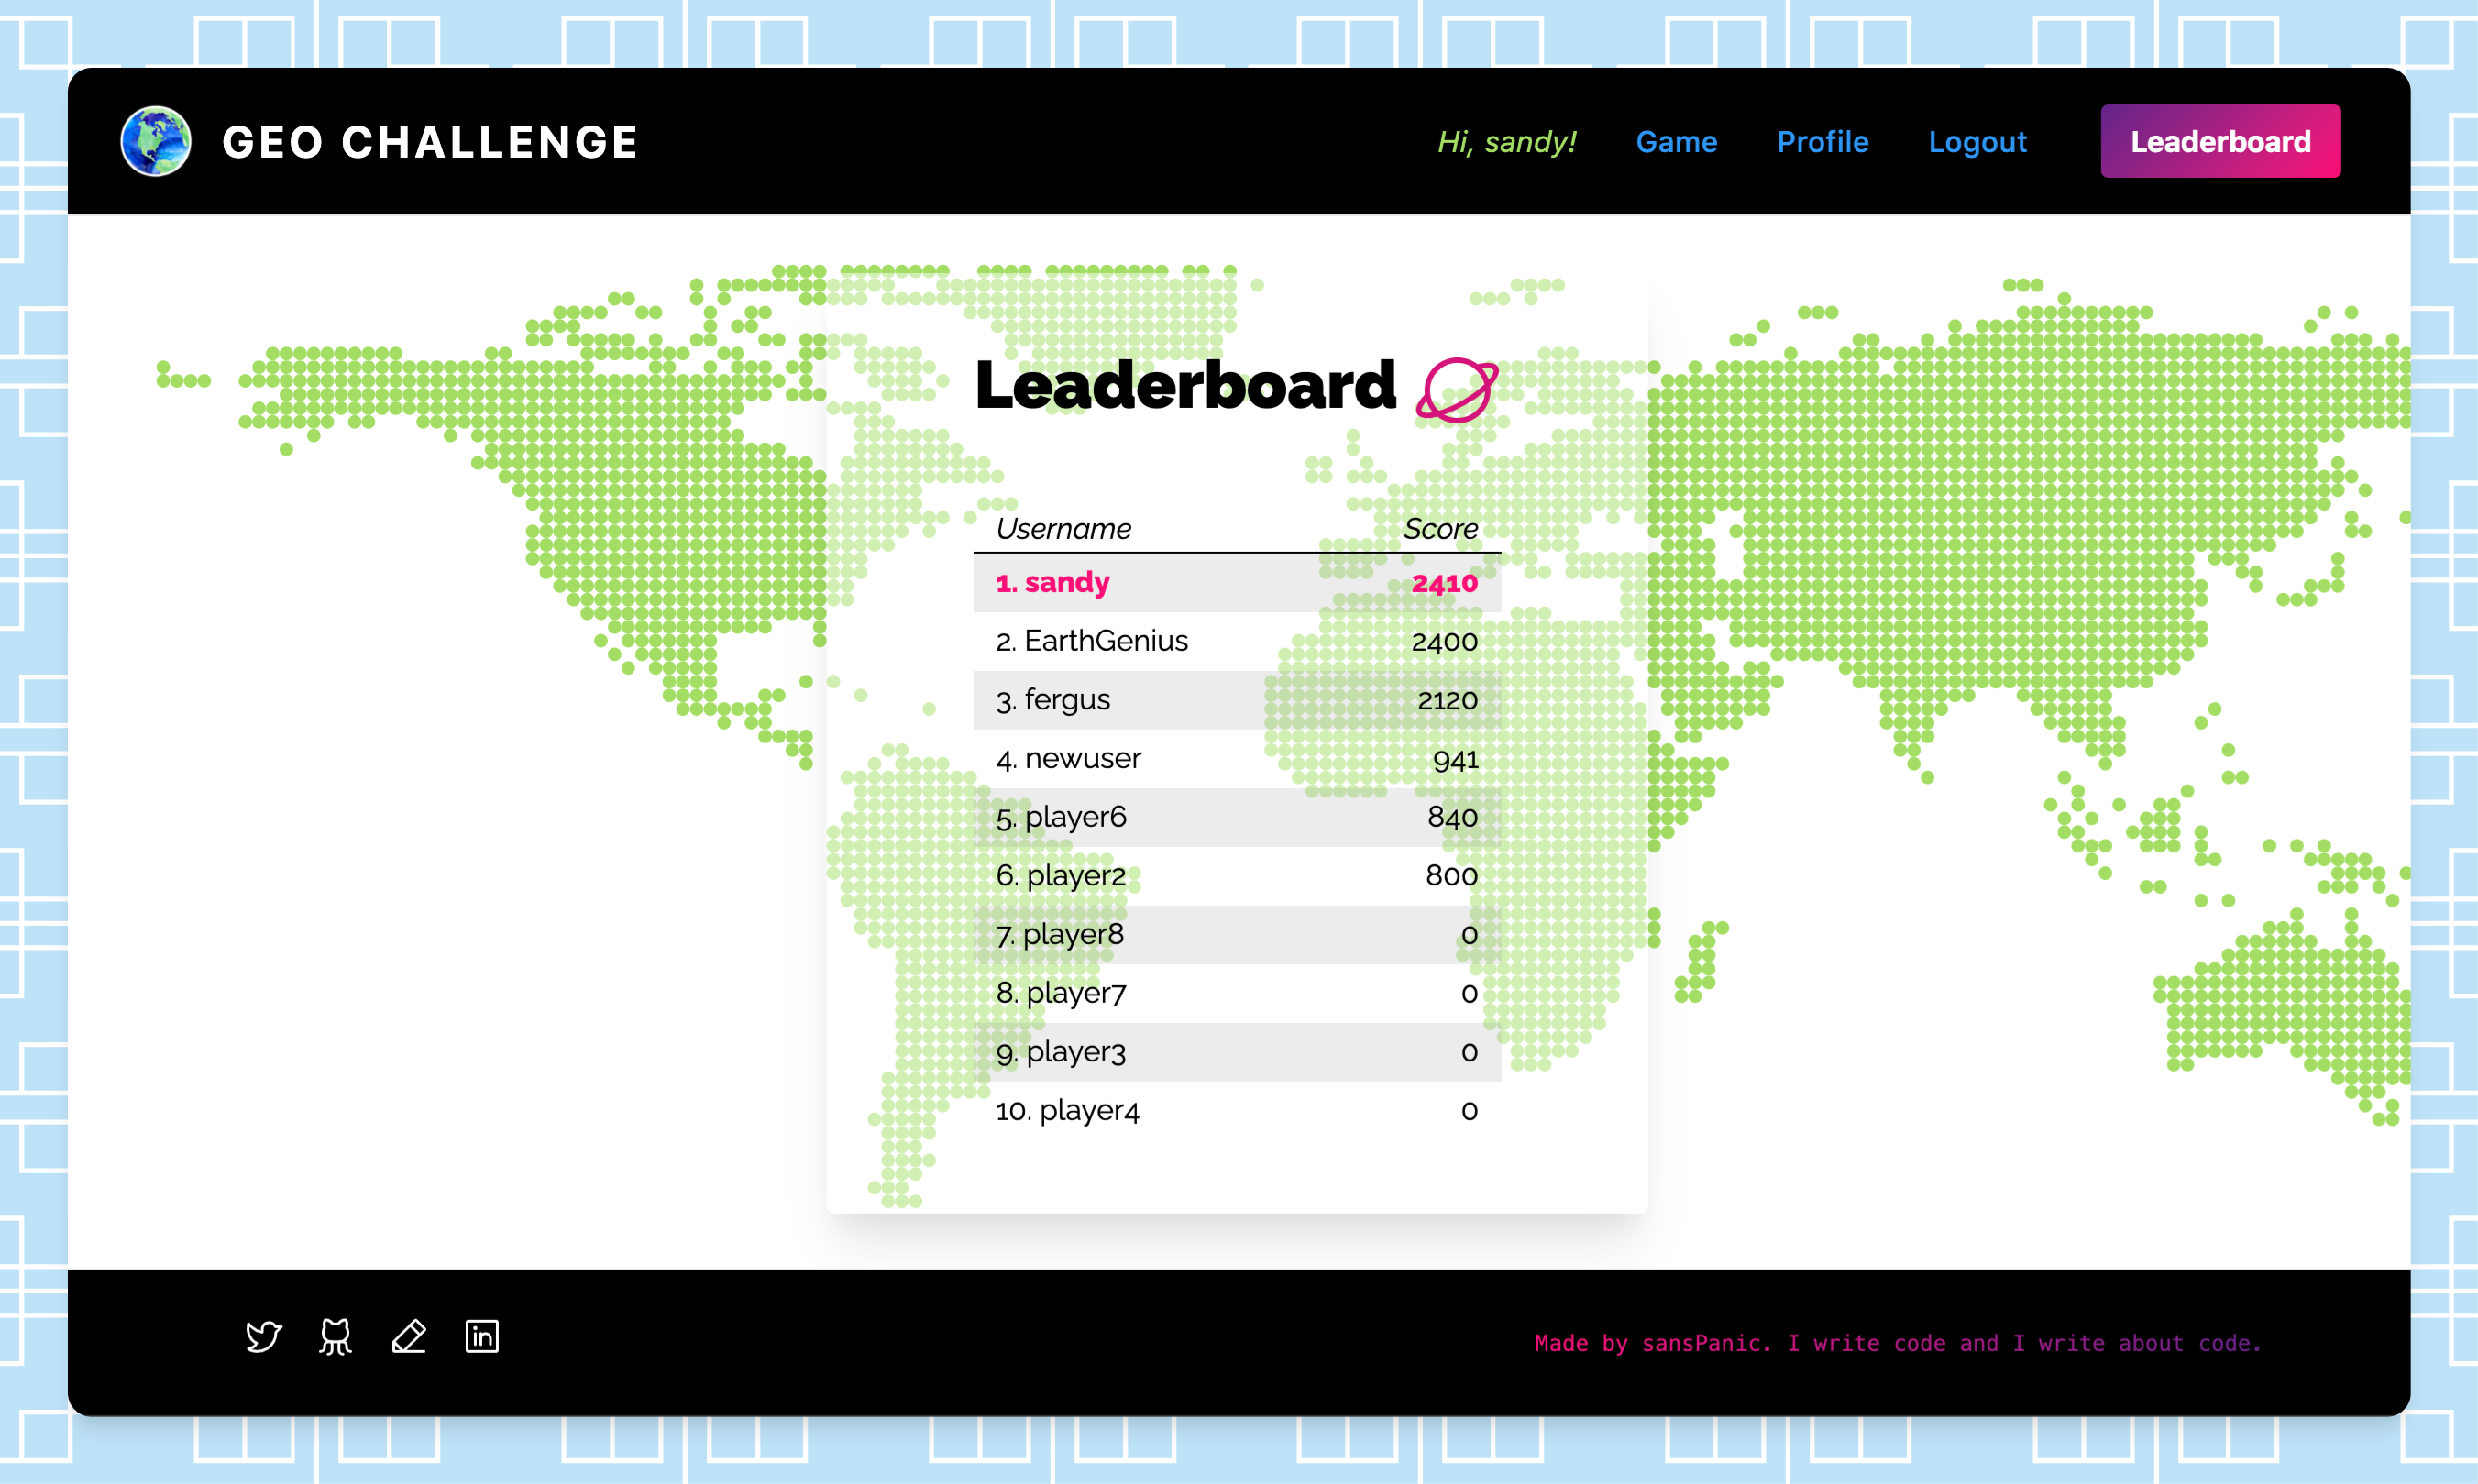 GEO CHALLENGE
Hi, sandy! Game Profile Logout Leaderboard
Leaderboard
Username Score
1. sandy 2410
2. EarthGenius 2400
3. fergus 2120
4. newuser 941
5. player6 840
6. player2 800
7. player8 0
8. player7 0
9. player3 0
10. player4 0
in
Made by sansPanic. I write code and I write about code.